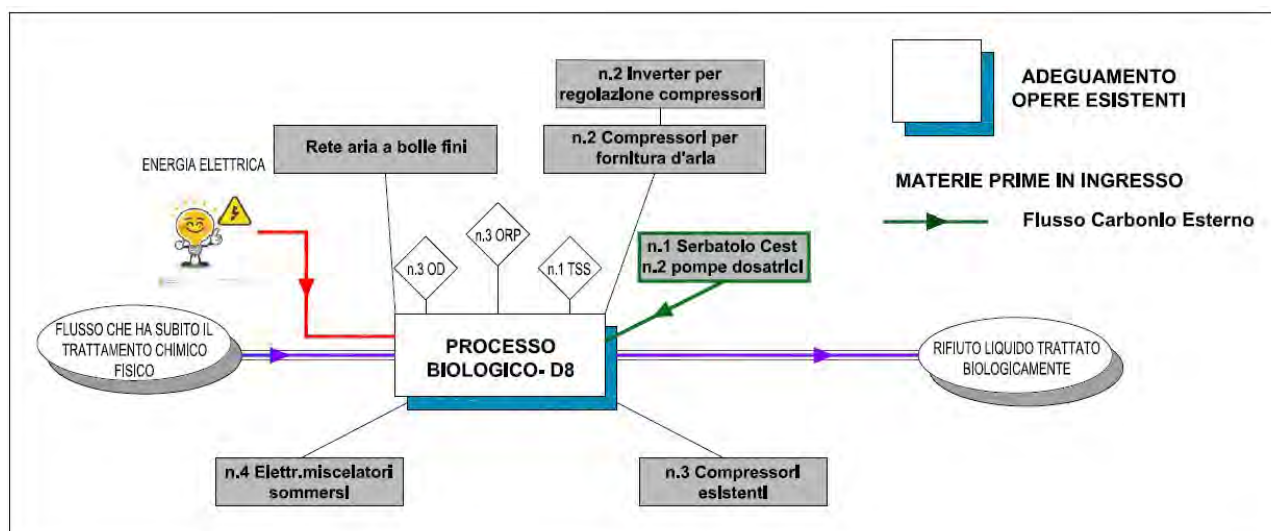 n.2 Inverter per
regolazione compressori
ADEGUAMENTO
OPERE ESISTENTI
Rete aria a bolle fini
n.2 Compressori per
fornitura d'aria
ENERGIA ELETTRICA
MATERIE PRIME IN INGRESSO
Flusso Carbonio Esterno
n.3 OD
n.3 ORP
n.1 TSS
n.1 Serbatoio Cest
n.2 pompe dosatrici
FLUSSO CHE HA SUBITO IL
TRATTAMENTO CHIMICO
FISICO
PROCESSO
BIOLOGICO- D8
RIFIUTO LIQUIDO TRATTATO
BIOLOGICAMENTE
n.4 Elettr.miscelatori
sommersi
n.3 Compressori
esistenti